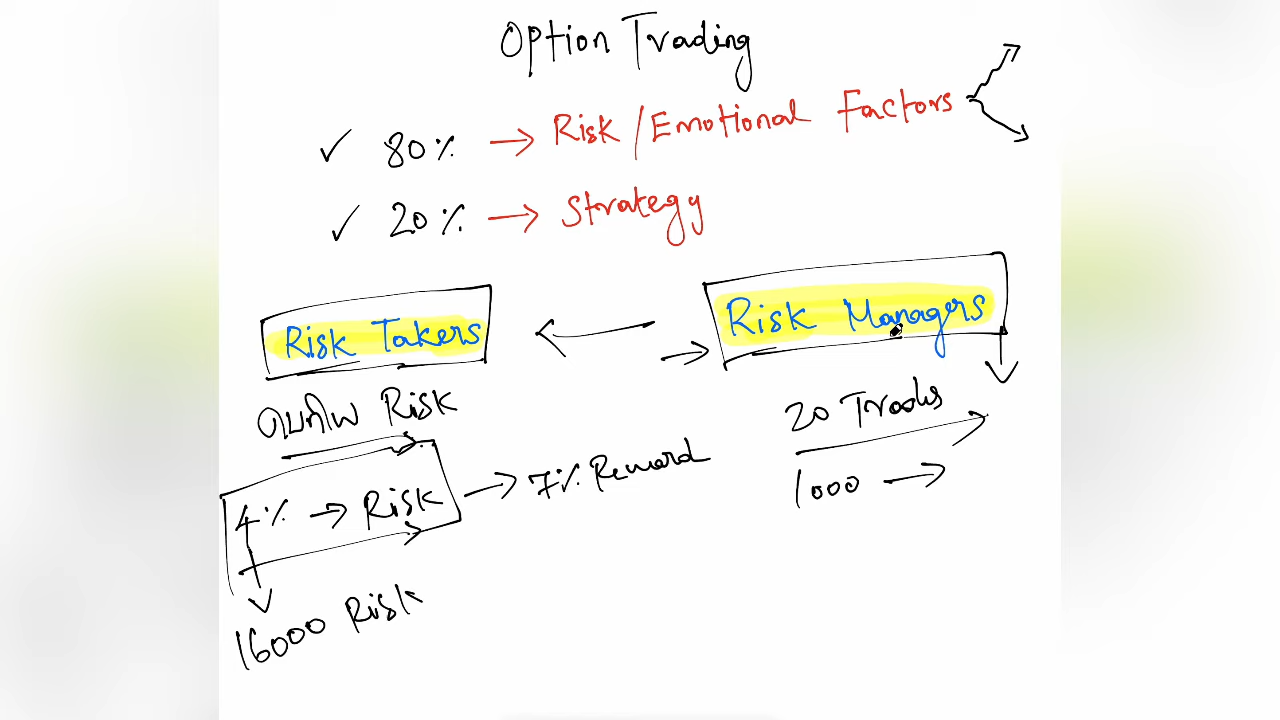 Option Trading
✓ 80% → Risk/Emotional Factors
✓ 20% → Strategy
Risk Takers ← → Risk Managers
Risk
20 Trades
4% → Risk → 7% Reward
1000 →
16000 Risk